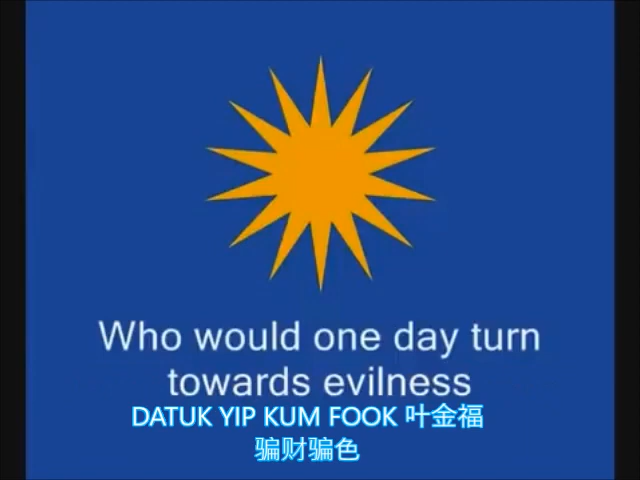 Who would one day turn
towards evilness
DATUK YIP KUM FOOK 叶金福
骗财骗色